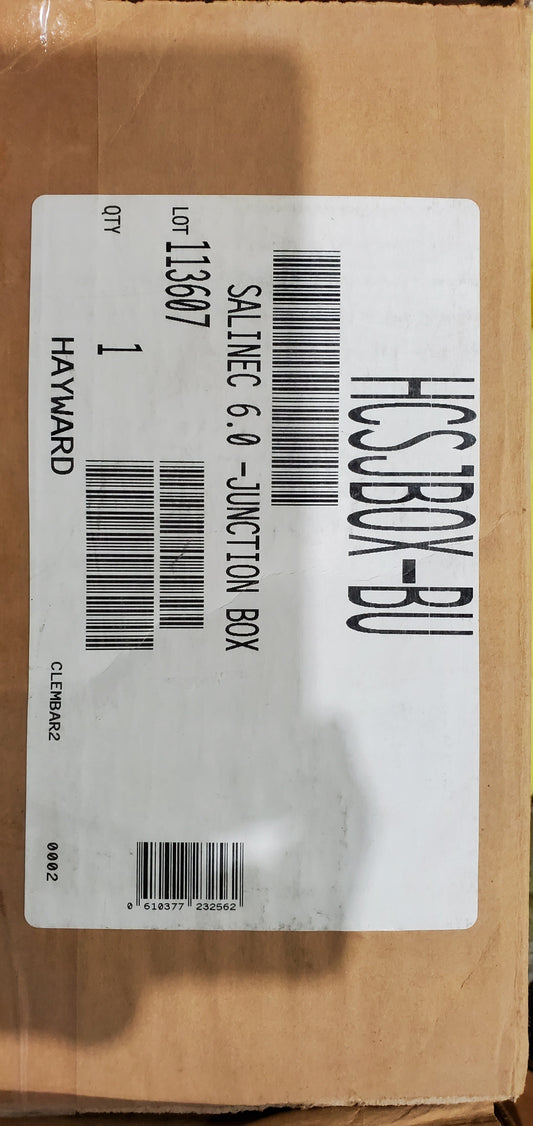 HCSJBOX-BU
SALINEC 6.0 -JUNCTION BOX
LOT 113607
QTY 1
HAYWARD
CLEMBAR2
0002
0 610377 232562